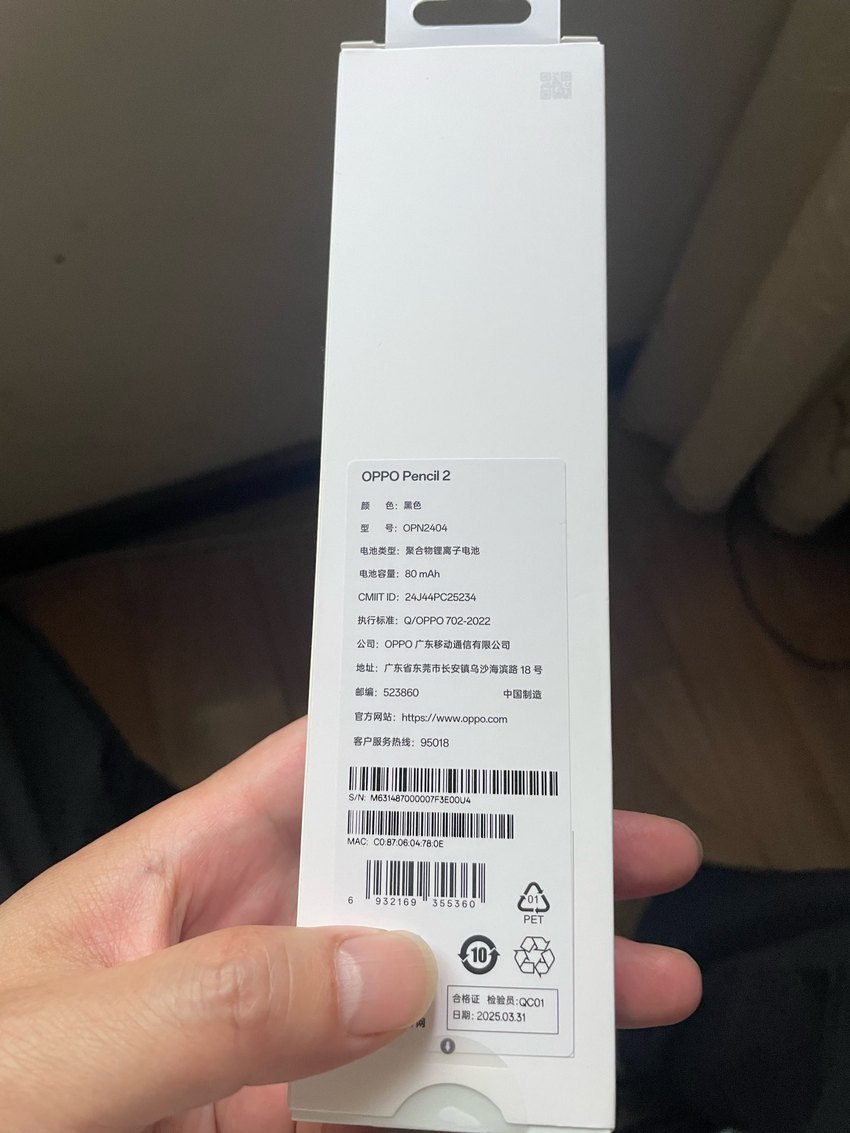 OPPO Pencil 2
颜 色：黑色
型 号：OPN2404
电池类型：聚合物锂离子电池
电池容量：80 mAh
CMIIT ID：24J44PC25234
执行标准：Q/OPPO 702-2022
公司：OPPO 广东移动通信有限公司
地址：广东省东莞市长安镇乌沙海滨路 18 号
邮编：523860 中国制造
官方网站：https://www.oppo.com
客户服务热线：95018
S/N: M631487000007F3E00U4
MAC: C0:87:06:04:78:0E
6 932169 355360
01
PET
10
合格证 检验员:QC01
日期: 2025.03.31
网